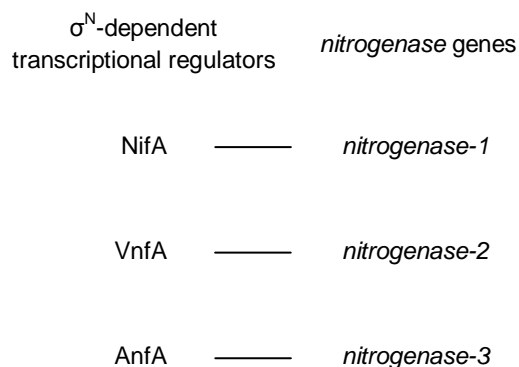 σᴺ-dependent
transcriptional regulators
nitrogenase genes
NifA
nitrogenase-1
VnfA
nitrogenase-2
AnfA
nitrogenase-3